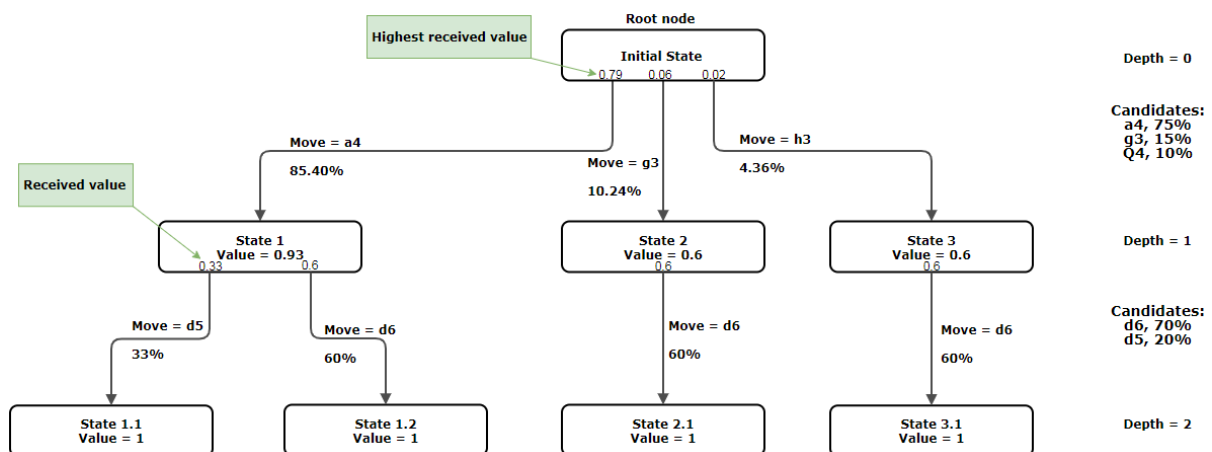 Root node
Highest received value
Initial State
0.79 0.06 0.02
Depth = 0
Candidates:
a4, 75%
g3, 15%
Q4, 10%
Move = a4
85.40%
Move = g3
10.24%
Move = h3
4.36%
Received value
State 1
Value = 0.93
0.33 0.6
State 2
Value = 0.6
0.6
State 3
Value = 0.6
0.6
Depth = 1
Candidates:
d6, 70%
d5, 20%
Move = d5
33%
Move = d6
60%
Move = d6
60%
Move = d6
60%
State 1.1
Value = 1
State 1.2
Value = 1
State 2.1
Value = 1
State 3.1
Value = 1
Depth = 2